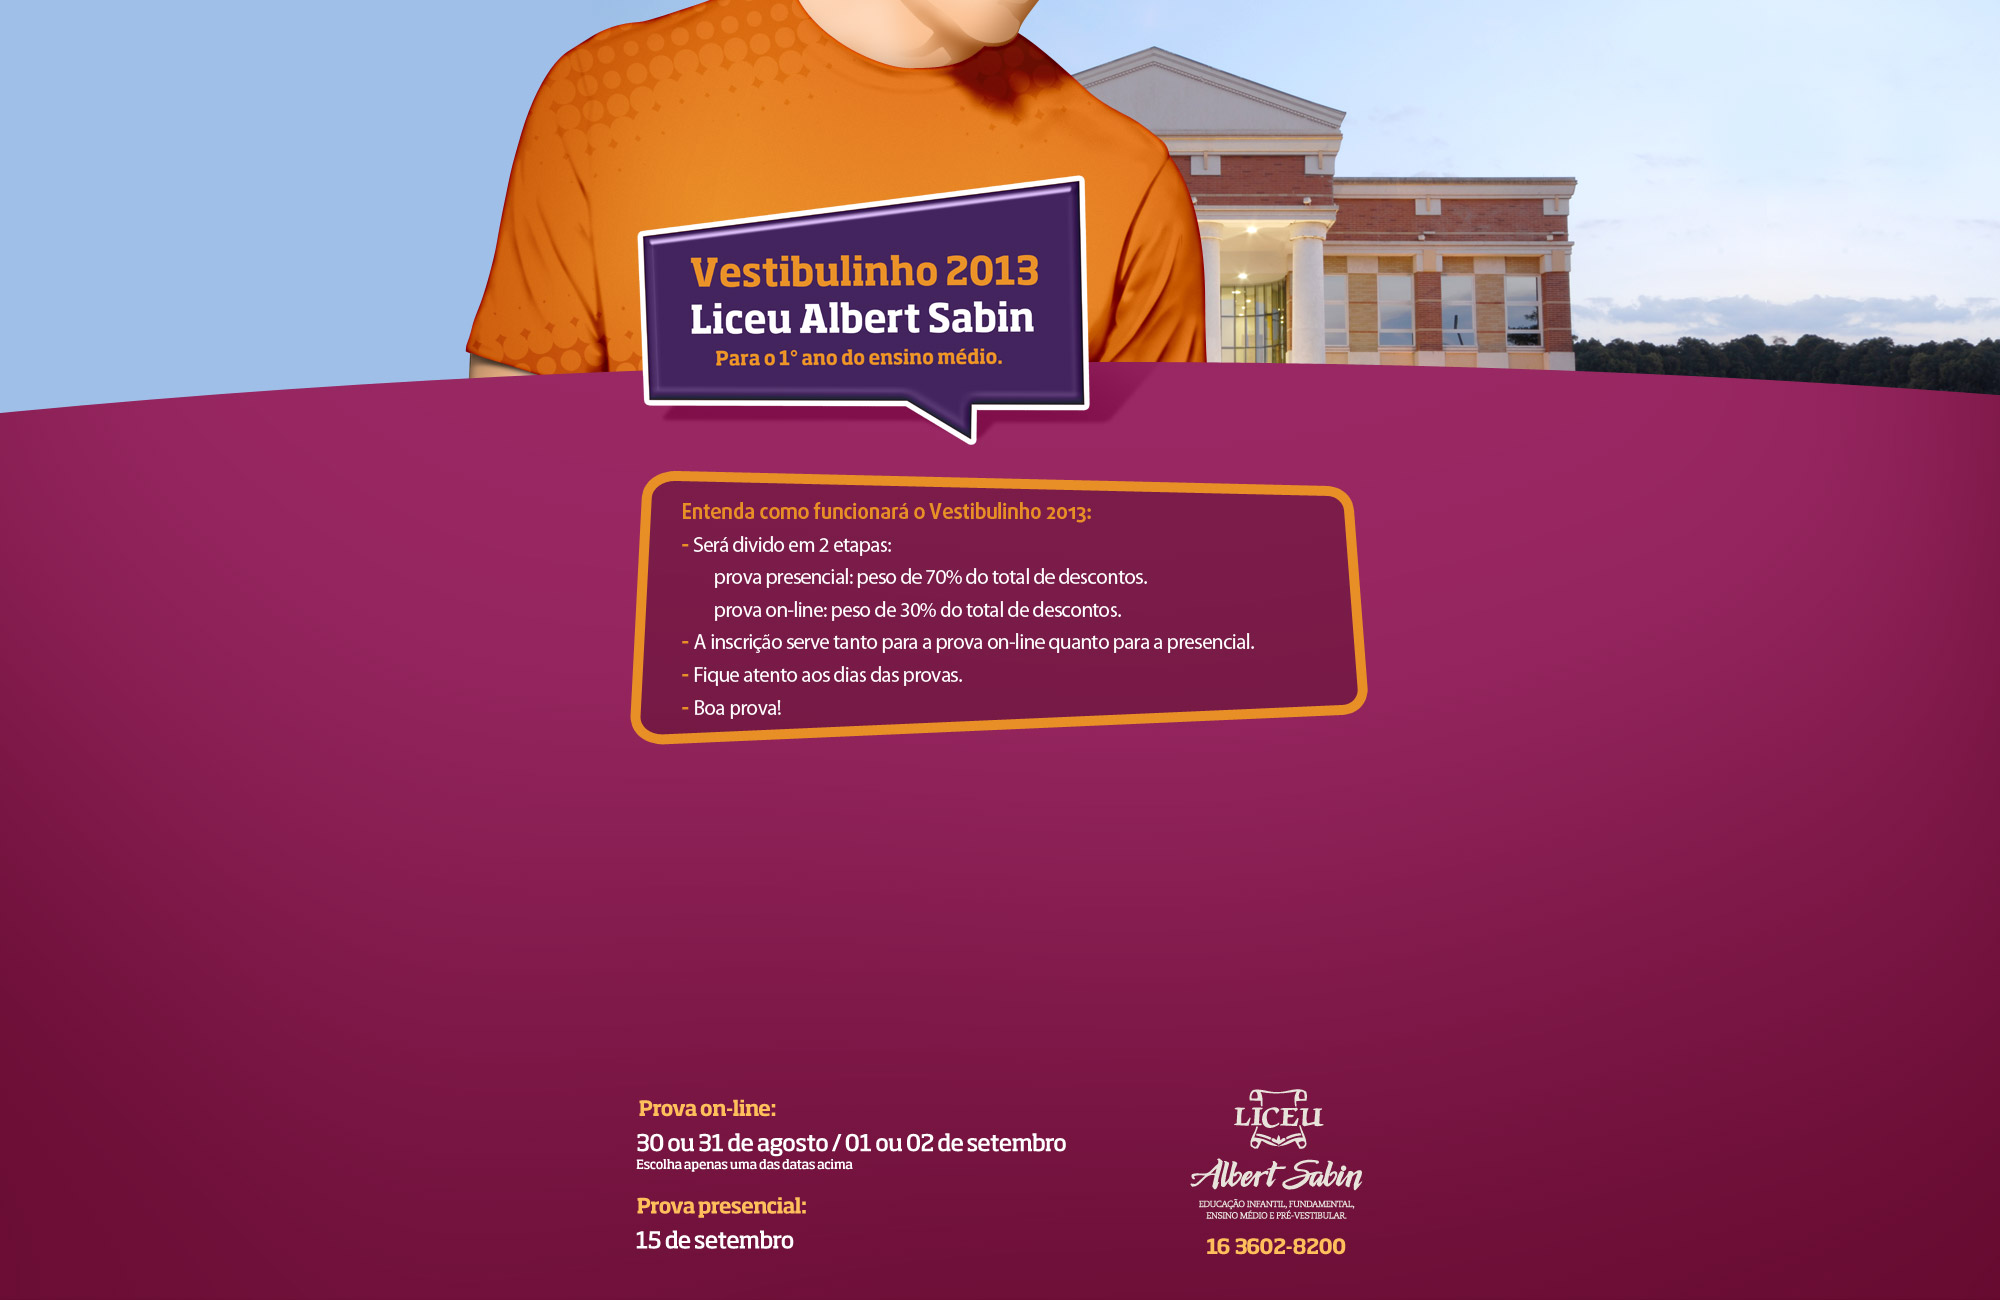 Vestibulinho 2013
Liceu Albert Sabin
Para o 1° ano do ensino médio.
Entenda como funcionará o Vestibulinho 2013:
- Será divido em 2 etapas:
prova presencial: peso de 70% do total de descontos.
prova on-line: peso de 30% do total de descontos.
- A inscrição serve tanto para a prova on-line quanto para a presencial.
- Fique atento aos dias das provas.
- Boa prova!
Prova on-line:
30 ou 31 de agosto / 01 ou 02 de setembro
Escolha apenas uma das datas acima
Prova presencial:
15 de setembro
LICEU
Albert Sabin
EDUCAÇÃO INFANTIL, FUNDAMENTAL,
ENSINO MÉDIO E PRÉ-VESTIBULAR.
16 3602-8200